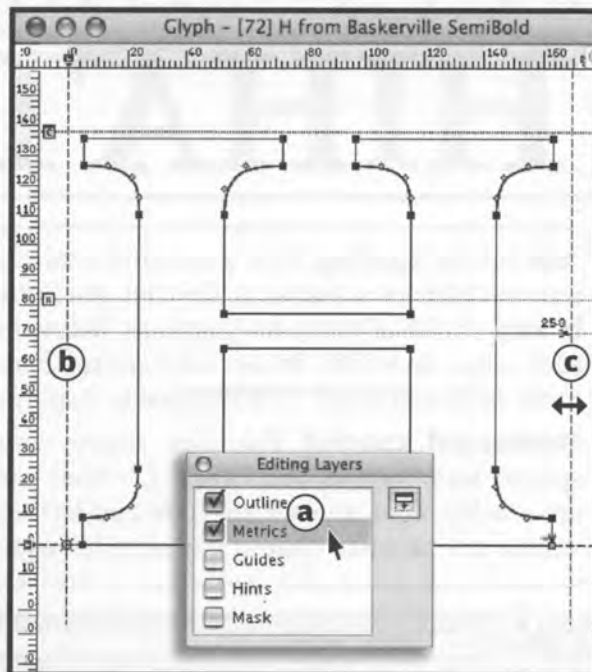 Glyph – [72] H from Baskerville SemiBold
0 20 40 60 80 100 120 140 160
150
140
130
120
110
100
90
80
70
60
50
40
30
20
10
0
250
b
c
Editing Layers
Outline
a
Metrics
Guides
Hints
Mask